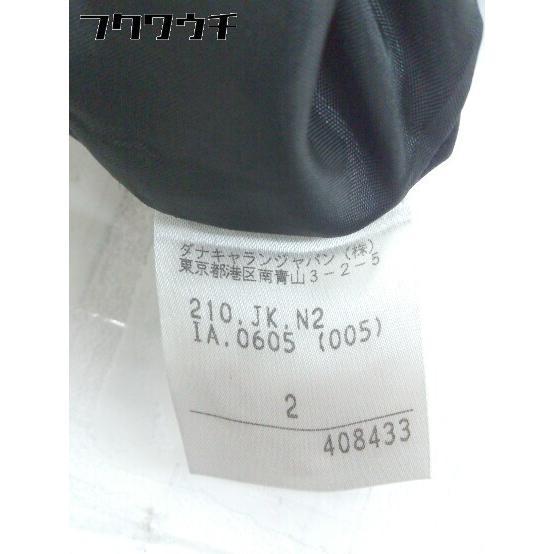 フクワウチ
ダナキャランジャパン(株)
東京都港区南青山3-2-5
210.JK.N2
IA.0605 (005)
2
408433